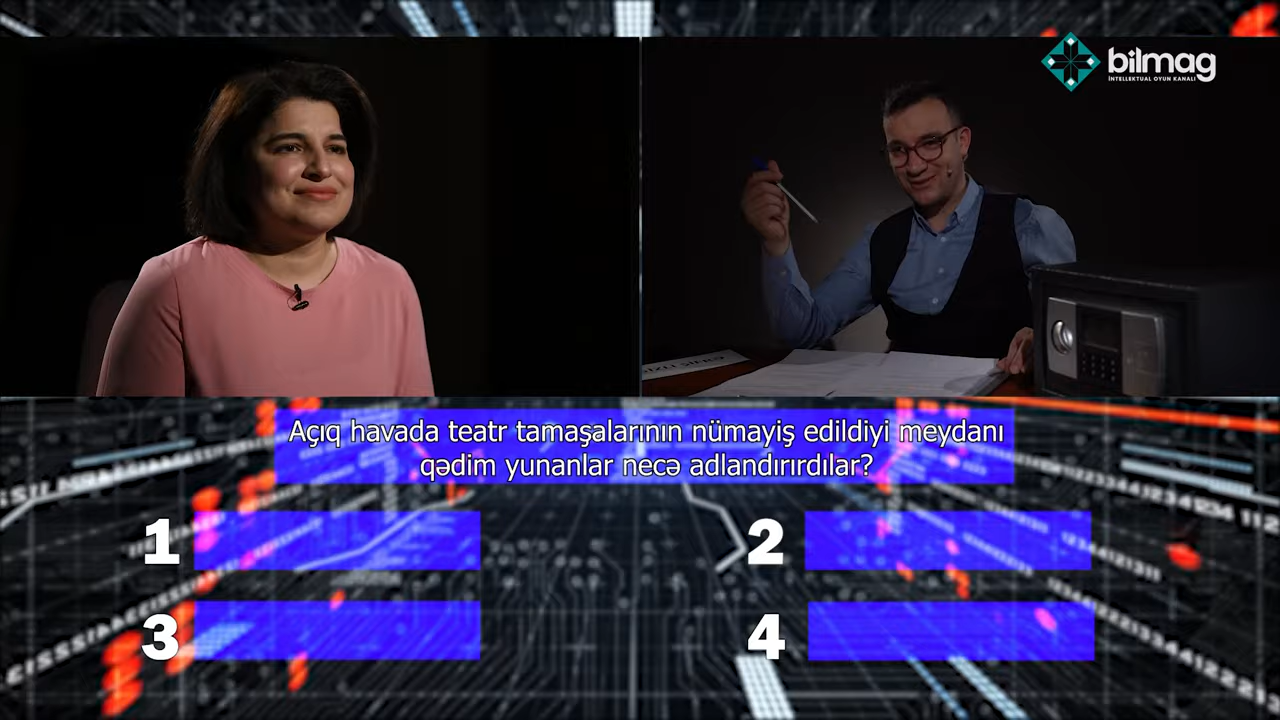 bilmag
İNTELLEKTUAL OYUN KANALI
Açıq havada teatr tamaşalarının nümayiş edildiyi meydanı
qədim yunanlar necə adlandırırdılar?
1
2
3
4